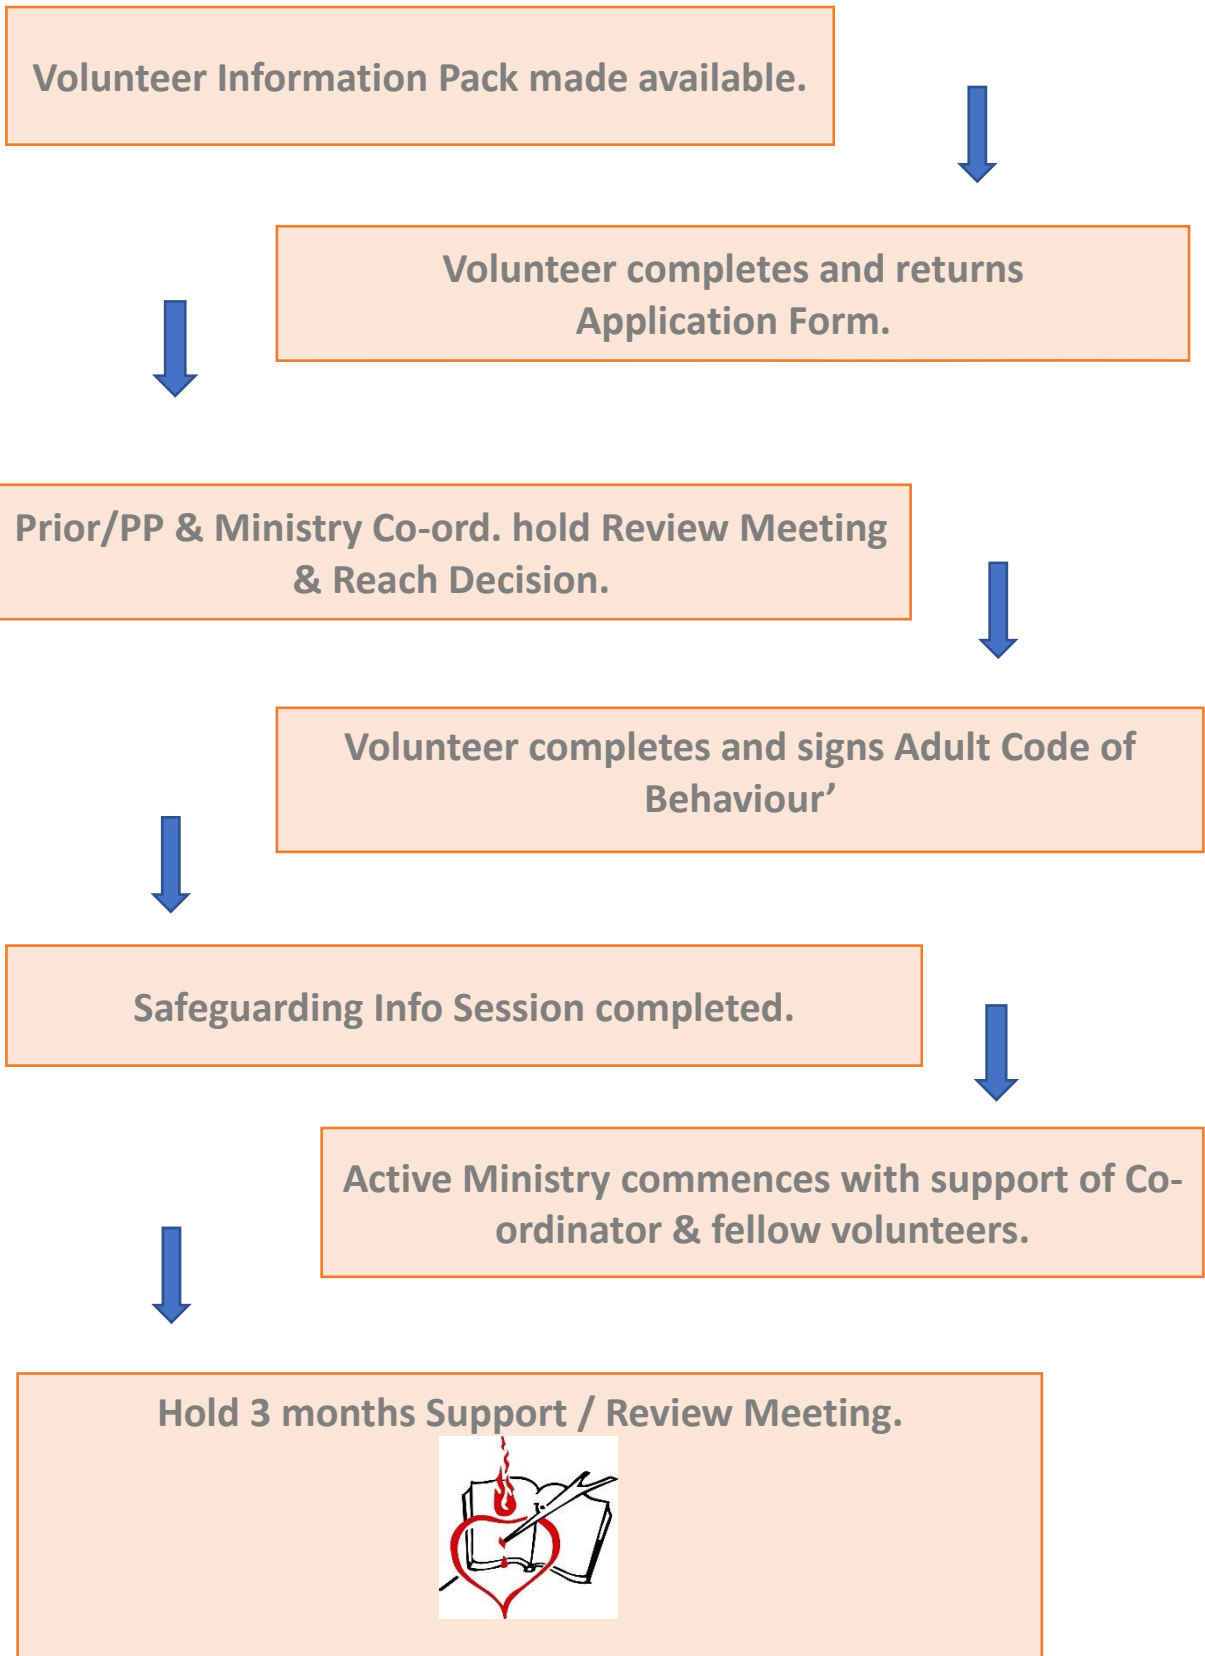 Volunteer Information Pack made available.
Volunteer completes and returns
Application Form.
Prior/PP & Ministry Co-ord. hold Review Meeting
& Reach Decision.
Volunteer completes and signs Adult Code of
Behaviour’
Safeguarding Info Session completed.
Active Ministry commences with support of Co-
ordinator & fellow volunteers.
Hold 3 months Support / Review Meeting.